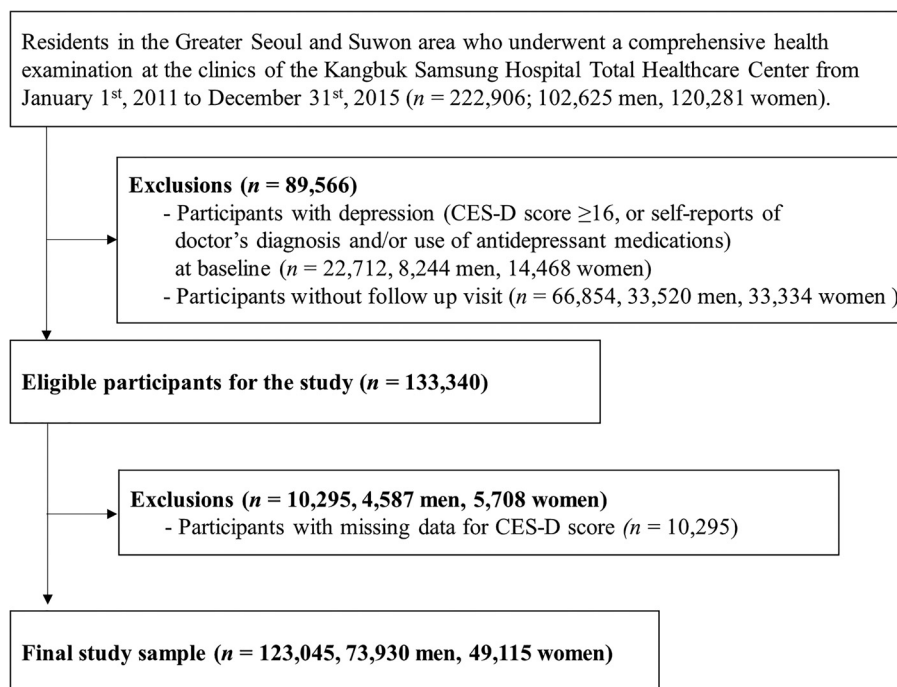 Residents in the Greater Seoul and Suwon area who underwent a comprehensive health
examination at the clinics of the Kangbuk Samsung Hospital Total Healthcare Center from
January 1st, 2011 to December 31st, 2015 (n = 222,906; 102,625 men, 120,281 women).
Exclusions (n = 89,566)
- Participants with depression (CES-D score ≥16, or self-reports of
doctor's diagnosis and/or use of antidepressant medications)
at baseline (n = 22,712, 8,244 men, 14,468 women)
- Participants without follow up visit (n = 66,854, 33,520 men, 33,334 women )
Eligible participants for the study (n = 133,340)
Exclusions (n = 10,295, 4,587 men, 5,708 women)
- Participants with missing data for CES-D score (n = 10,295)
Final study sample (n = 123,045, 73,930 men, 49,115 women)